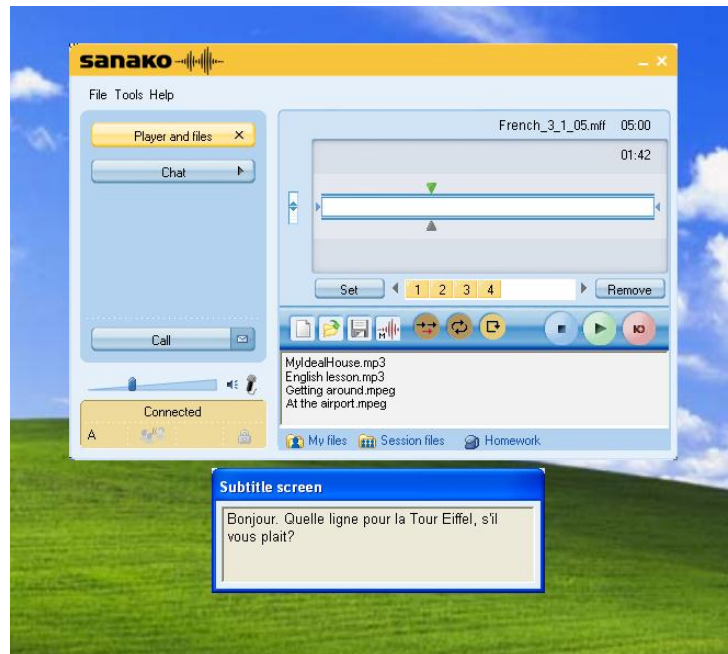 sanako
File Tools Help
Player and files
Chat
Call
Connected
A
French_3_1_05.mff 05:00
01:42
Set 1 2 3 4 Remove
M
MyIdealHouse.mp3
English lesson.mp3
Getting around.mpeg
At the airport.mpeg
My files Session files Homework
Subtitle screen
Bonjour. Quelle ligne pour la Tour Eiffel, s'il
vous plait?